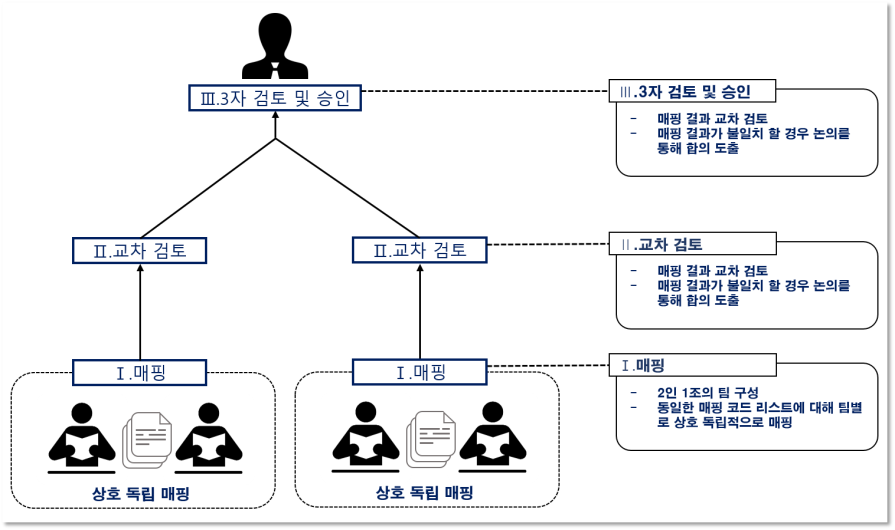 Ⅲ.3자 검토 및 승인
Ⅲ.3자 검토 및 승인
- 매핑 결과 교차 검토
- 매핑 결과가 불일치 할 경우 논의를
통해 합의 도출
Ⅱ.교차 검토
Ⅱ.교차 검토
Ⅱ.교차 검토
- 매핑 결과 교차 검토
- 매핑 결과가 불일치 할 경우 논의를
통해 합의 도출
Ⅰ.매핑
Ⅰ.매핑
Ⅰ.매핑
- 2인 1조의 팀 구성
- 동일한 매핑 코드 리스트에 대해 팀별
로 상호 독립적으로 매핑
상호 독립 매핑
상호 독립 매핑